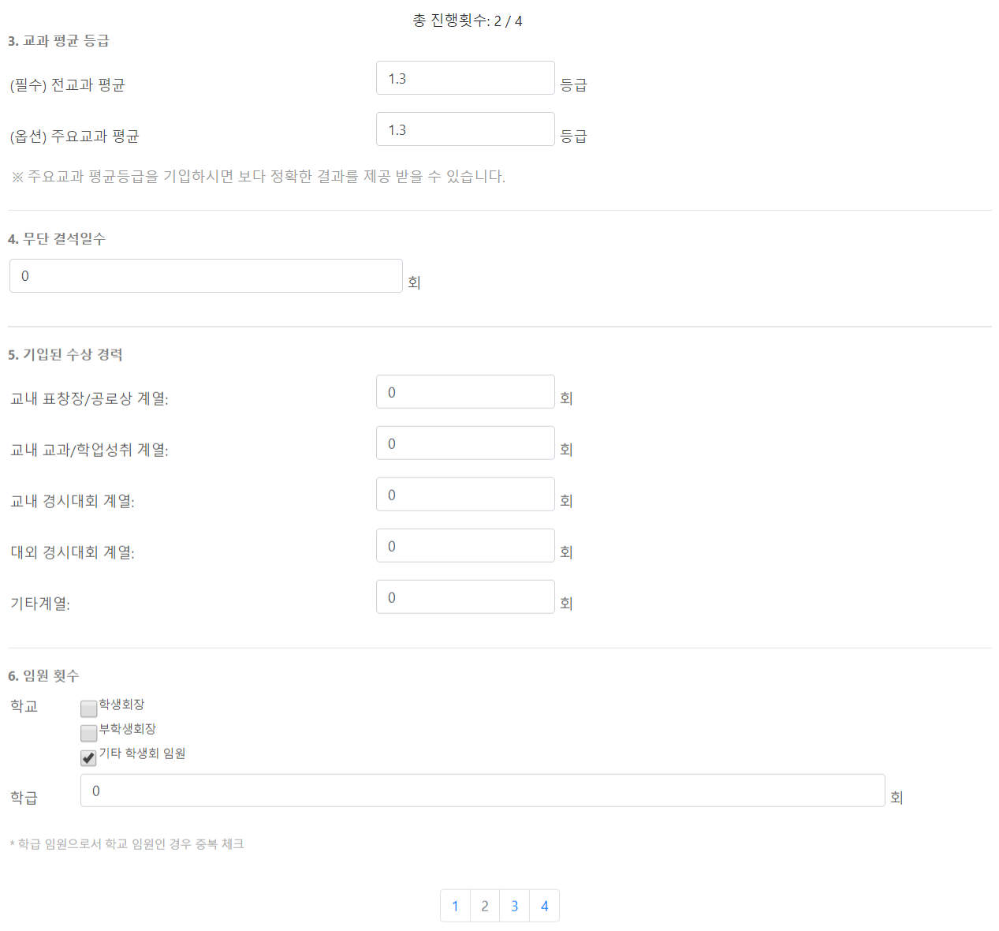 총 진행횟수: 2 / 4
3. 교과 평균 등급
(필수) 전교과 평균 1.3 등급
(옵션) 주요교과 평균 1.3 등급
※ 주요교과 평균등급을 기입하시면 보다 정확한 결과를 제공 받을 수 있습니다.
4. 무단 결석일수
0 회
5. 기입된 수상 경력
교내 표창장/공로상 계열: 0 회
교내 교과/학업성취 계열: 0 회
교내 경시대회 계열: 0 회
대외 경시대회 계열: 0 회
기타계열: 0 회
6. 임원 횟수
학교 학생회장
부학생회장
기타 학생회 임원
학급 0 회
* 학급 임원으로서 학교 임원인 경우 중복 체크
1 2 3 4